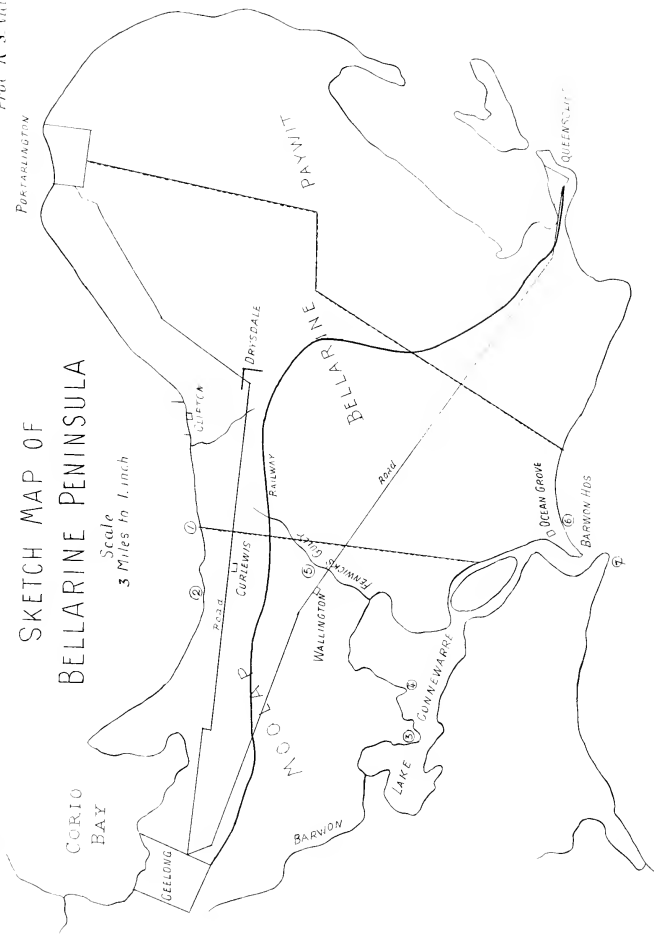 SKETCH MAP OF
BELLARINE PENINSULA
Scale
3 Miles to 1. inch
PORTARLINGTON
CORIO
BAY
GEELONG
CLIFTON
DRYSDALE
ROAD
CURLEWIS
RAILWAY
MOOLAP
BELLARINE
PAYWIT
WALLINGTON
FENWICKS' GULLY
ROAD
QUEENSCLIFF
BARWON
LAKE CONNEWARRE
OCEAN GROVE
BARWON HDS
1
2
3
4
5
6
7